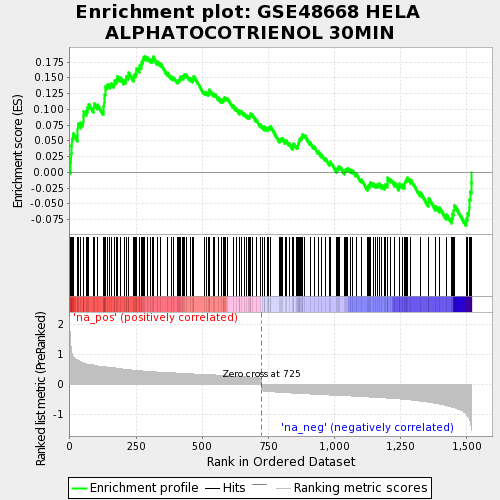 Enrichment plot: GSE48668 HELA
ALPHATOCOTRIENOL 30MIN
Enrichment score (ES)
0.175
0.150
0.125
0.100
0.075
0.050
0.025
0.000
-0.025
-0.050
-0.075
'na_pos' (positively correlated)
Ranked list metric (PreRanked)
2
1
0
-1
Zero cross at 725
'na_neg' (negatively correlated)
0
250
500
750
1,000
1,250
1,500
Rank in Ordered Dataset
Enrichment profile
Hits
Ranking metric scores